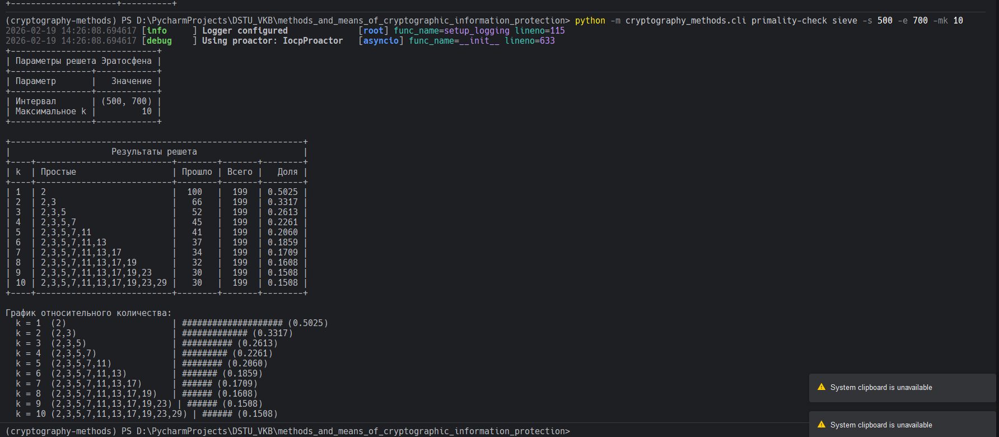 +---------------------+----------+
(cryptography-methods) PS D:\PycharmProjects\DSTU_VKB\methods_and_means_of_cryptographic_information_protection> python -m cryptography_methods.cli primality-check sieve -s 500 -e 700 -mk 10
2026-02-19 14:26:08.694617 [info     ] Logger configured              [root] func_name=setup_logging lineno=115
2026-02-19 14:26:08.694617 [debug    ] Using proactor: IocpProactor   [asyncio] func_name=__init__ lineno=633
+-----------------------------+
| Параметры решета Эратосфена |
+----------------+------------+
| Параметр       |   Значение |
+----------------+------------+
| Интервал       | (500, 700) |
| Максимальное k |         10 |
+----------------+------------+
+----------------------------------------------------------+
|                    Результаты решета                     |
+----+---------------------------+--------+-------+--------+
| k  | Простые                   | Прошло | Всего |   Доля |
+----+---------------------------+--------+-------+--------+
| 1  | 2                         |  100   |  199  | 0.5025 |
| 2  | 2,3                       |   66   |  199  | 0.3317 |
| 3  | 2,3,5                     |   52   |  199  | 0.2613 |
| 4  | 2,3,5,7                   |   45   |  199  | 0.2261 |
| 5  | 2,3,5,7,11                |   41   |  199  | 0.2060 |
| 6  | 2,3,5,7,11,13             |   37   |  199  | 0.1859 |
| 7  | 2,3,5,7,11,13,17          |   34   |  199  | 0.1709 |
| 8  | 2,3,5,7,11,13,17,19       |   32   |  199  | 0.1608 |
| 9  | 2,3,5,7,11,13,17,19,23    |   30   |  199  | 0.1508 |
| 10 | 2,3,5,7,11,13,17,19,23,29 |   30   |  199  | 0.1508 |
+----+---------------------------+--------+-------+--------+
График относительного количества:
  k = 1  (2)                     | #################### (0.5025)
  k = 2  (2,3)                   | ############# (0.3317)
  k = 3  (2,3,5)                 | ########## (0.2613)
  k = 4  (2,3,5,7)               | ######### (0.2261)
  k = 5  (2,3,5,7,11)            | ######## (0.2060)
  k = 6  (2,3,5,7,11,13)         | ####### (0.1859)
  k = 7  (2,3,5,7,11,13,17)      | ###### (0.1709)
  k = 8  (2,3,5,7,11,13,17,19)   | ###### (0.1608)
  k = 9  (2,3,5,7,11,13,17,19,23) | ###### (0.1508)
  k = 10 (2,3,5,7,11,13,17,19,23,29) | ###### (0.1508)
System clipboard is unavailable
System clipboard is unavailable
(cryptography-methods) PS D:\PycharmProjects\DSTU_VKB\methods_and_means_of_cryptographic_information_protection>